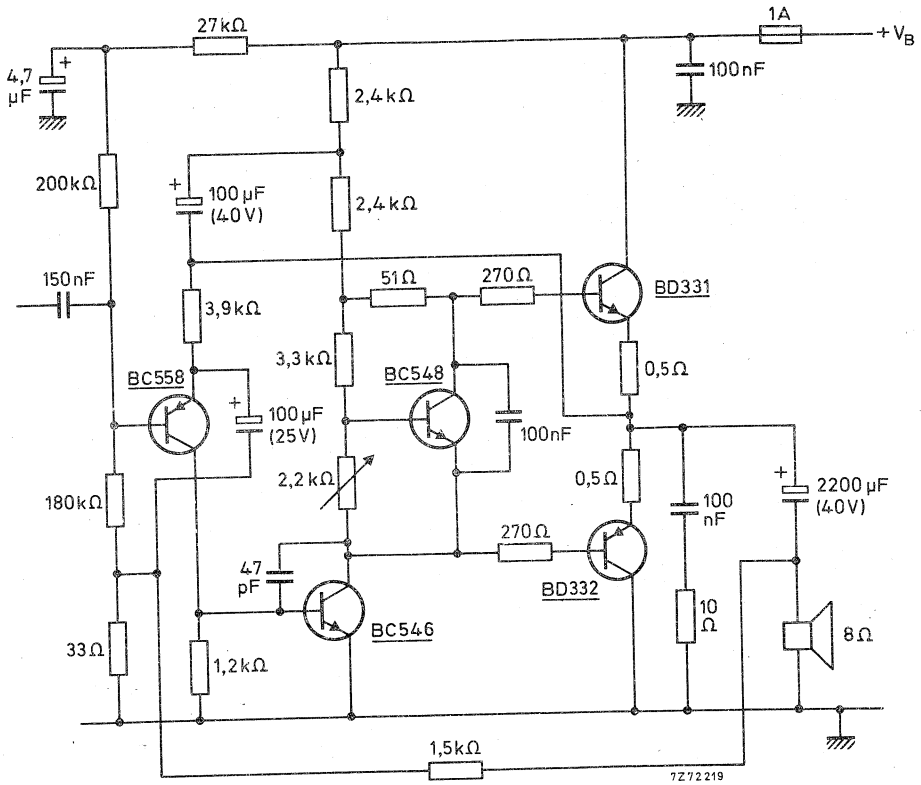 27kΩ
1A
+VB
+
4,7
µF
100nF
2,4kΩ
200kΩ
+
100µF
(40V)
2,4kΩ
150nF
51Ω
270Ω
BD331
3,9kΩ
3,3kΩ
0,5Ω
BC558
BC548
+
100µF
(25V)
100nF
2,2kΩ
0,5Ω
+
2200µF
(40V)
180kΩ
100
nF
270Ω
47
pF
BD332
BC546
10
Ω
8Ω
33Ω
1,2kΩ
1,5kΩ
7Z72219